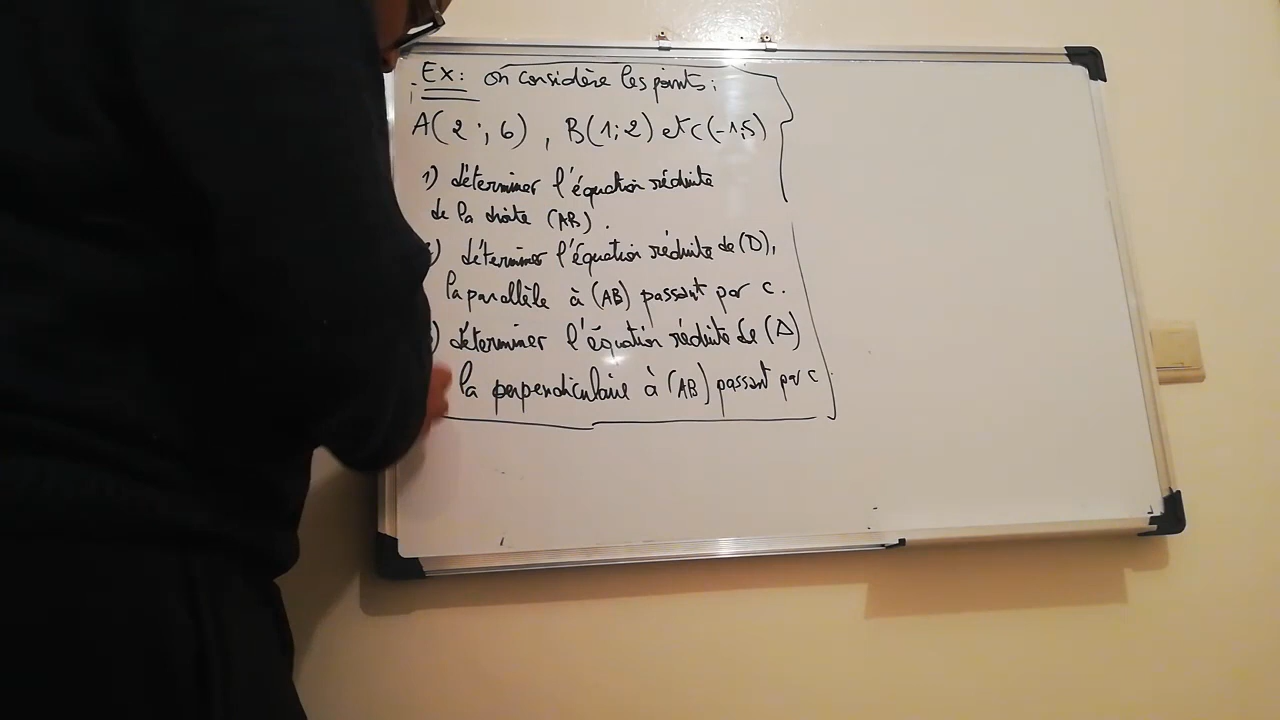 Ex: on considère les points :
A(2 ; 6) , B(1; 2) et C(-1; 5)
1) déterminer l'équation réduite
de la droite (AB).
) déterminer l'équation réduite de (D),
la parallèle à (AB) passant par C.
) déterminer l'équation réduite de (Δ)
la perpendiculaire à (AB) passant par C